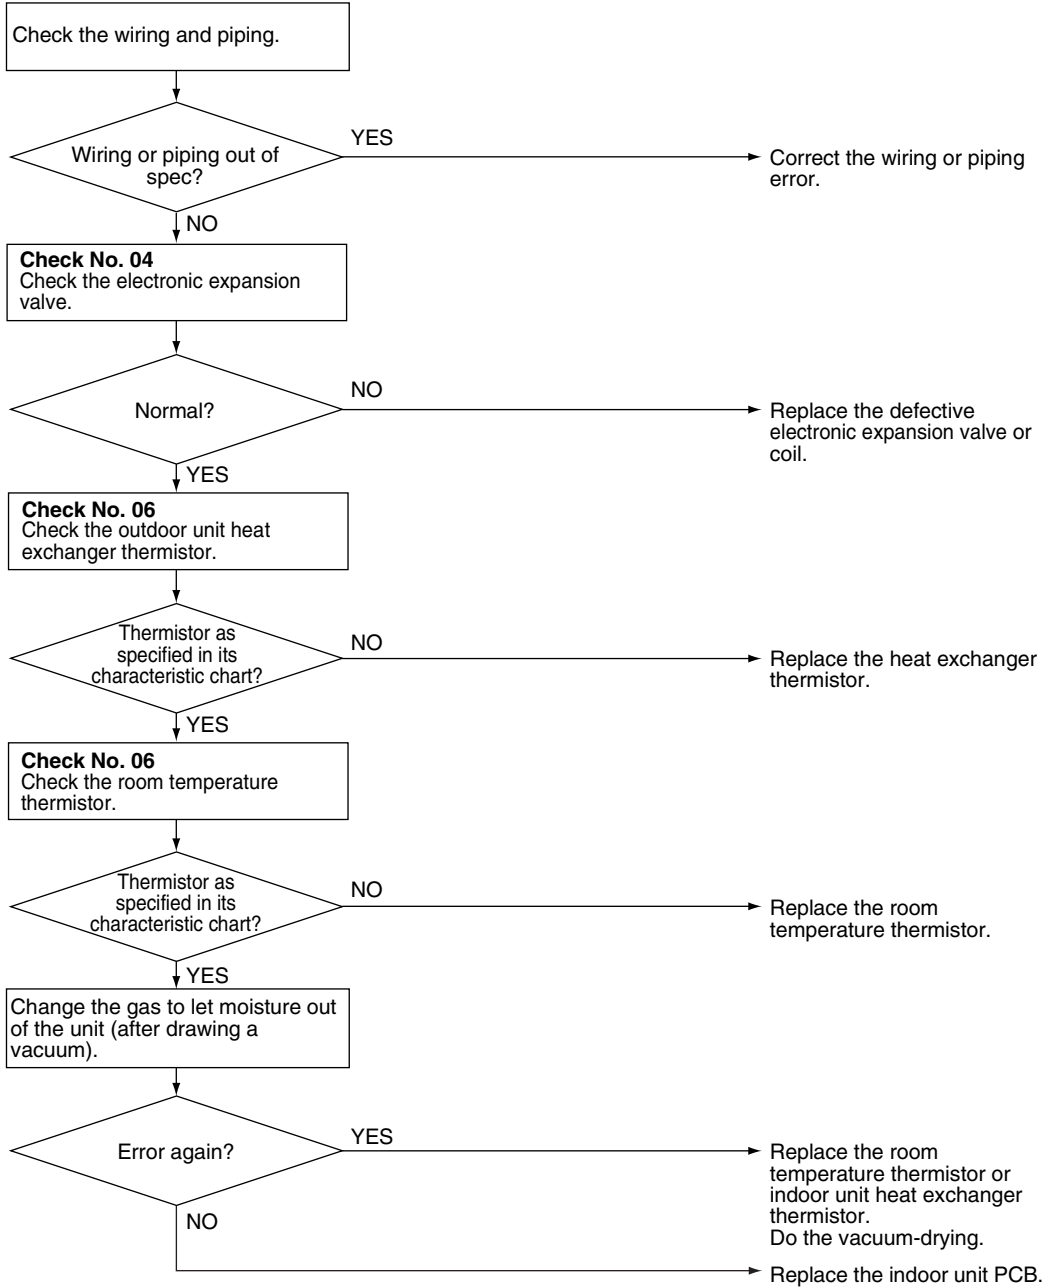 Check the wiring and piping.
YES
Wiring or piping out of
spec?
Correct the wiring or piping
error.
NO
Check No. 04
Check the electronic expansion
valve.
NO
Normal?
Replace the defective
electronic expansion valve or
coil.
YES
Check No. 06
Check the outdoor unit heat
exchanger thermistor.
Thermistor as
specified in its
characteristic chart?
NO
Replace the heat exchanger
thermistor.
YES
Check No. 06
Check the room temperature
thermistor.
Thermistor as
specified in its
characteristic chart?
NO
Replace the room
temperature thermistor.
YES
Change the gas to let moisture out
of the unit (after drawing a
vacuum).
YES
Error again?
Replace the room
temperature thermistor or
indoor unit heat exchanger
thermistor.
Do the vacuum-drying.
NO
Replace the indoor unit PCB.